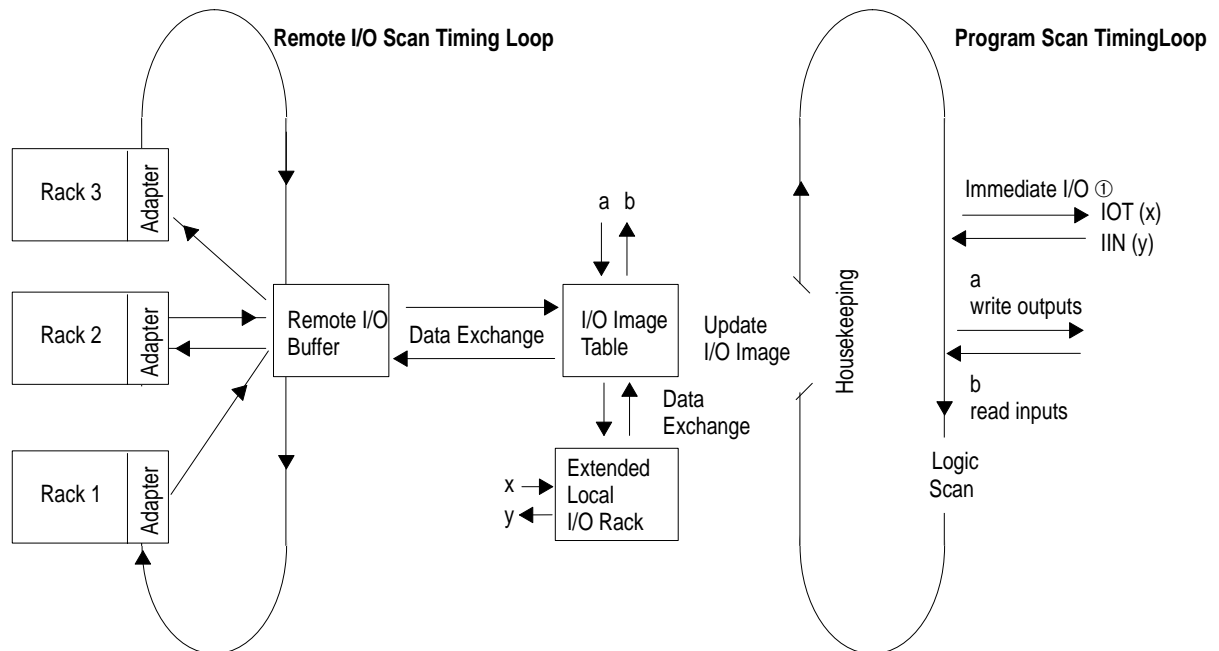 Remote I/O Scan Timing Loop
Program Scan TimingLoop
Rack 3
Adapter
Rack 2
Adapter
Rack 1
Adapter
Remote I/O
Buffer
Data Exchange
a b
I/O Image
Table
Data
Exchange
x
y
Extended
Local
I/O Rack
Update
I/O Image
Housekeeping
Immediate I/O ①
IOT (x)
IIN (y)
a
write outputs
b
read inputs
Logic
Scan